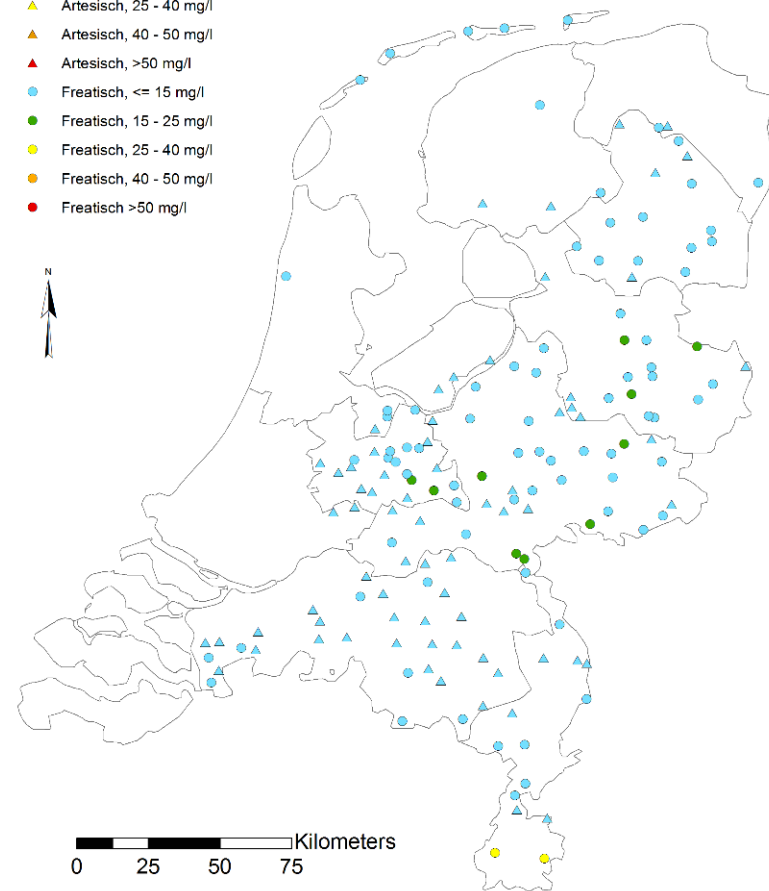 Artesisch, 25 - 40 mg/l
Artesisch, 40 - 50 mg/l
Artesisch, >50 mg/l
Freatisch, <= 15 mg/l
Freatisch, 15 - 25 mg/l
Freatisch, 25 - 40 mg/l
Freatisch, 40 - 50 mg/l
Freatisch >50 mg/l
N
Kilometers
0 25 50 75